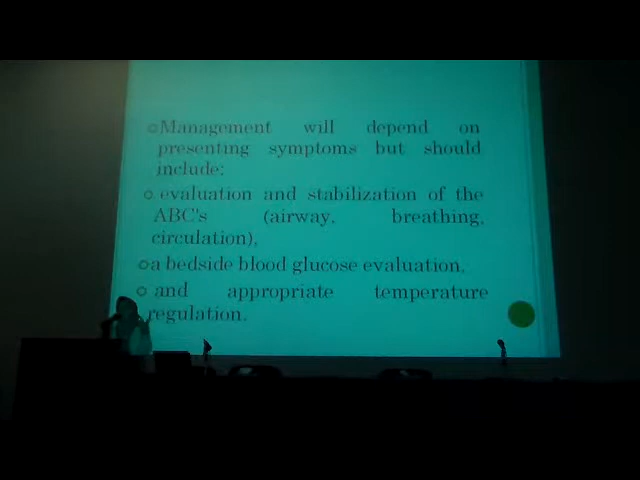 Management will depend on
presenting symptoms but should
include:
evaluation and stabilization of the
ABC's (airway, breathing,
circulation),
a bedside blood glucose evaluation,
and appropriate temperature
regulation.